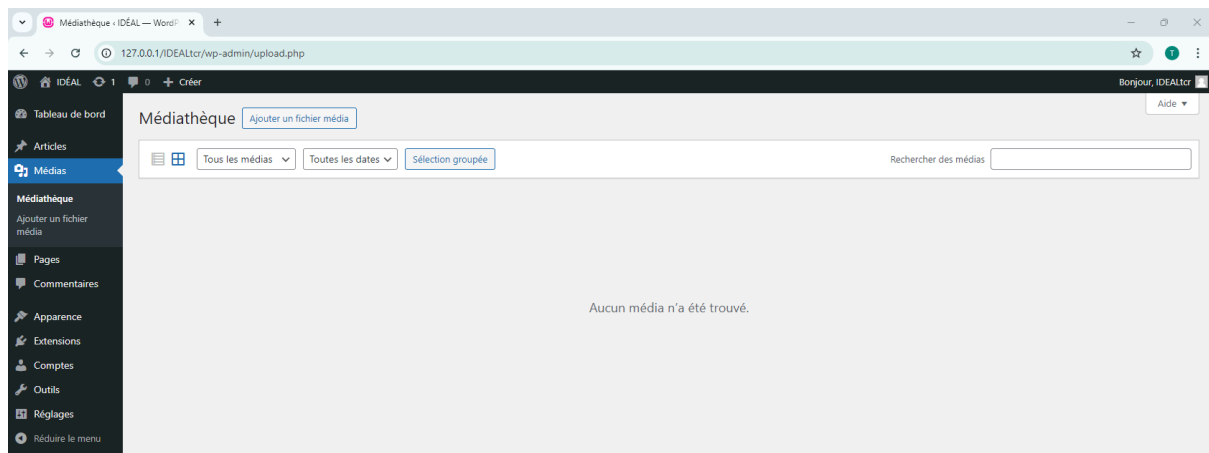 Médiathèque ‹ IDÉAL — WordP
127.0.0.1/IDEALtcr/wp-admin/upload.php
T
IDÉAL 1 0 + Créer
Bonjour, IDEALtcr
Aide ▼
Tableau de bord
Articles
Médias
Médiathèque
Ajouter un fichier
média
Pages
Commentaires
Apparence
Extensions
Comptes
Outils
Réglages
Réduire le menu
Médiathèque Ajouter un fichier média
Tous les médias Toutes les dates Sélection groupée Rechercher des médias
Aucun média n’a été trouvé.